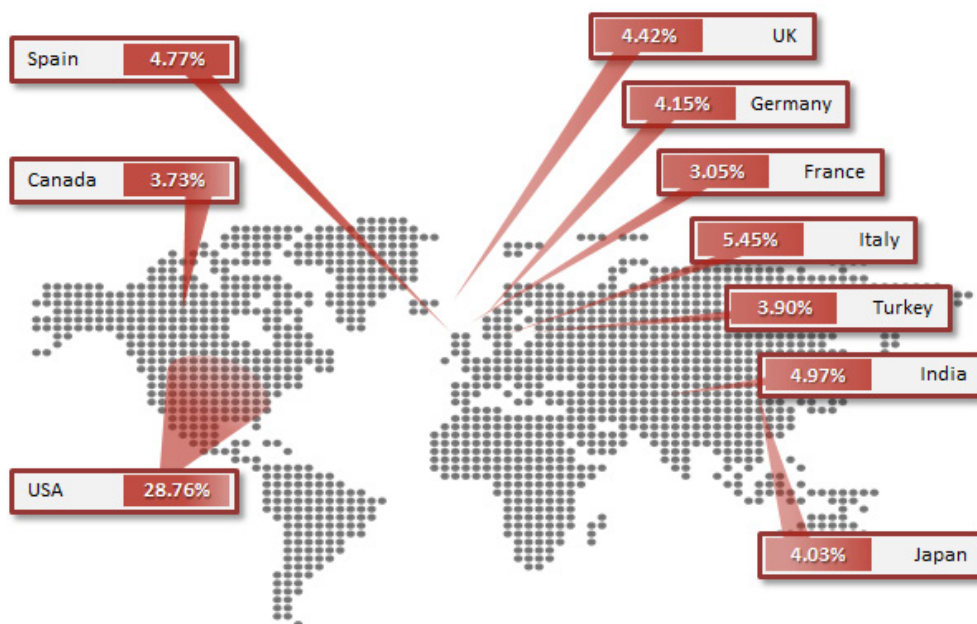 Spain 4.77%
Canada 3.73%
USA 28.76%
4.42% UK
4.15% Germany
3.05% France
5.45% Italy
3.90% Turkey
4.97% India
4.03% Japan